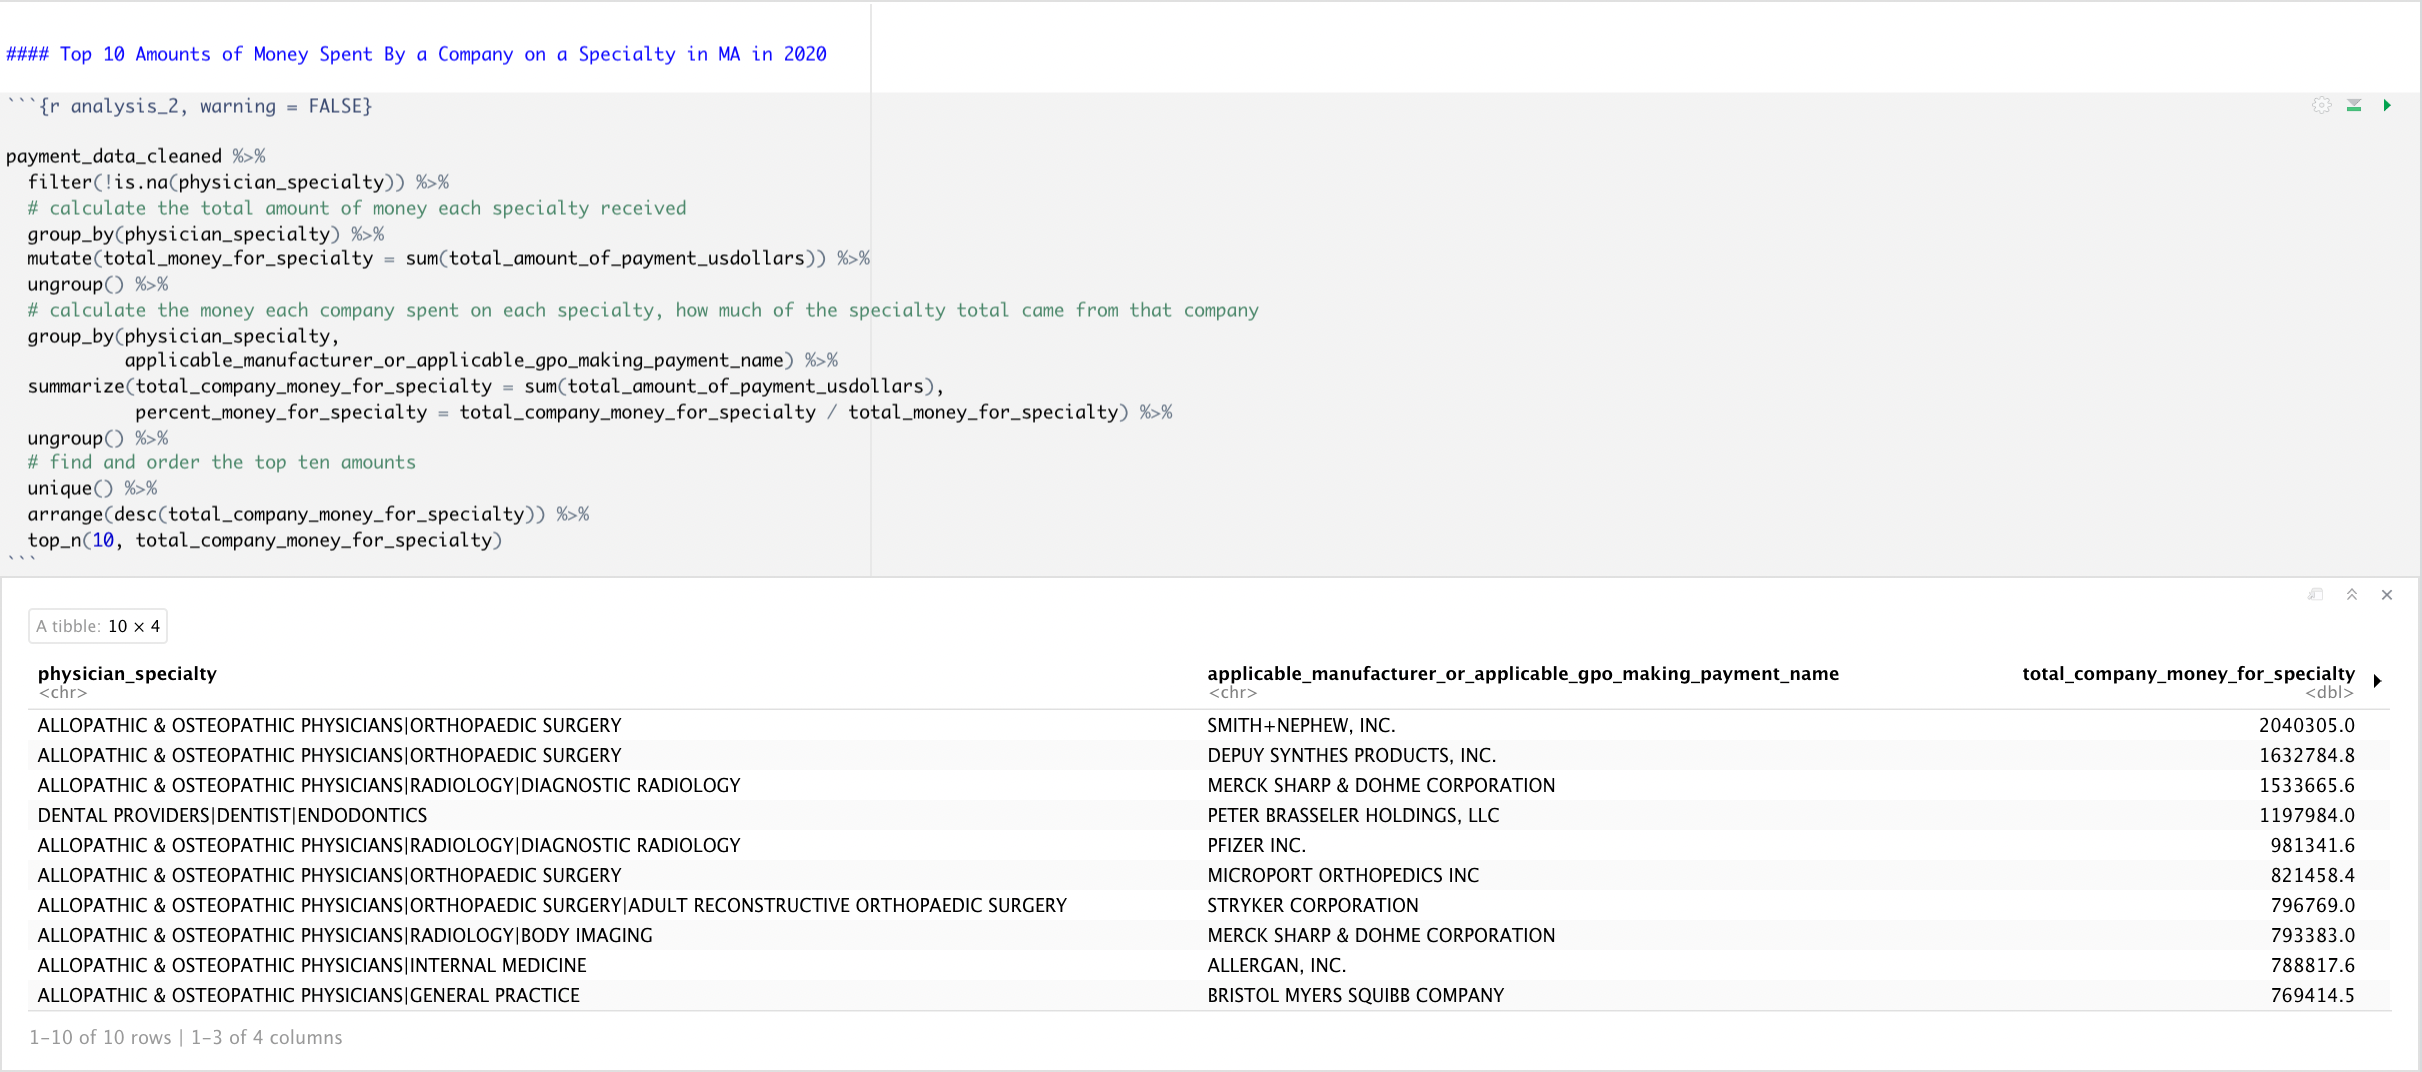 #### Top 10 Amounts of Money Spent By a Company on a Specialty in MA in 2020
```{r analysis_2, warning = FALSE}
payment_data_cleaned %>%
  filter(!is.na(physician_specialty)) %>%
  # calculate the total amount of money each specialty received
  group_by(physician_specialty) %>%
  mutate(total_money_for_specialty = sum(total_amount_of_payment_usdollars)) %>%
  ungroup() %>%
  # calculate the money each company spent on each specialty, how much of the specialty total came from that company
  group_by(physician_specialty,
           applicable_manufacturer_or_applicable_gpo_making_payment_name) %>%
  summarize(total_company_money_for_specialty = sum(total_amount_of_payment_usdollars),
            percent_money_for_specialty = total_company_money_for_specialty / total_money_for_specialty) %>%
  ungroup() %>%
  # find and order the top ten amounts
  unique() %>%
  arrange(desc(total_company_money_for_specialty)) %>%
  top_n(10, total_company_money_for_specialty)
```
A tibble: 10 × 4
physician_specialty applicable_manufacturer_or_applicable_gpo_making_payment_name total_company_money_for_specialty
<chr> <chr> <dbl>
ALLOPATHIC & OSTEOPATHIC PHYSICIANS|ORTHOPAEDIC SURGERY SMITH+NEPHEW, INC. 2040305.0
ALLOPATHIC & OSTEOPATHIC PHYSICIANS|ORTHOPAEDIC SURGERY DEPUY SYNTHES PRODUCTS, INC. 1632784.8
ALLOPATHIC & OSTEOPATHIC PHYSICIANS|RADIOLOGY|DIAGNOSTIC RADIOLOGY MERCK SHARP & DOHME CORPORATION 1533665.6
DENTAL PROVIDERS|DENTIST|ENDODONTICS PETER BRASSELER HOLDINGS, LLC 1197984.0
ALLOPATHIC & OSTEOPATHIC PHYSICIANS|RADIOLOGY|DIAGNOSTIC RADIOLOGY PFIZER INC. 981341.6
ALLOPATHIC & OSTEOPATHIC PHYSICIANS|ORTHOPAEDIC SURGERY MICROPORT ORTHOPEDICS INC 821458.4
ALLOPATHIC & OSTEOPATHIC PHYSICIANS|ORTHOPAEDIC SURGERY|ADULT RECONSTRUCTIVE ORTHOPAEDIC SURGERY STRYKER CORPORATION 796769.0
ALLOPATHIC & OSTEOPATHIC PHYSICIANS|RADIOLOGY|BODY IMAGING MERCK SHARP & DOHME CORPORATION 793383.0
ALLOPATHIC & OSTEOPATHIC PHYSICIANS|INTERNAL MEDICINE ALLERGAN, INC. 788817.6
ALLOPATHIC & OSTEOPATHIC PHYSICIANS|GENERAL PRACTICE BRISTOL MYERS SQUIBB COMPANY 769414.5
1-10 of 10 rows | 1-3 of 4 columns